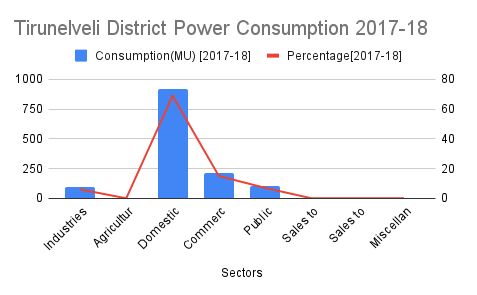 Tirunelveli District Power Consumption 2017-18
Consumption(MU) [2017-18] Percentage[2017-18]
1000 80
750 60
500 40
250 20
0 0
Industries Agricultur Domestic Commerc Public Sales to Sales to Miscellan
Sectors